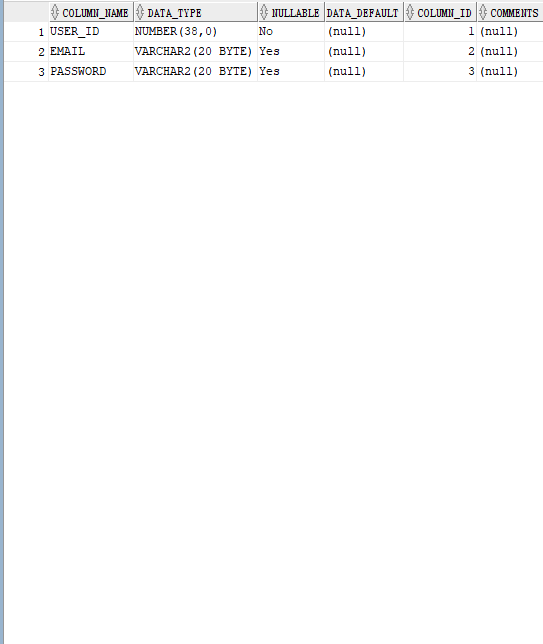 COLUMN_NAME DATA_TYPE NULLABLE DATA_DEFAULT COLUMN_ID COMMENTS
1 USER_ID NUMBER(38,0) No (null) 1 (null)
2 EMAIL VARCHAR2(20 BYTE) Yes (null) 2 (null)
3 PASSWORD VARCHAR2(20 BYTE) Yes (null) 3 (null)